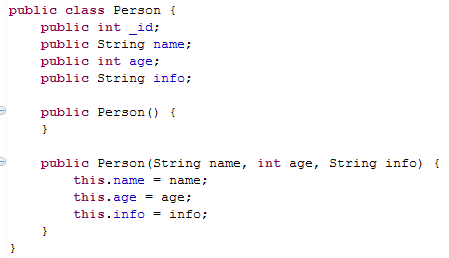 public class Person {
    public int _id;
    public String name;
    public int age;
    public String info;

    public Person() {
    }

    public Person(String name, int age, String info) {
        this.name = name;
        this.age = age;
        this.info = info;
    }
}